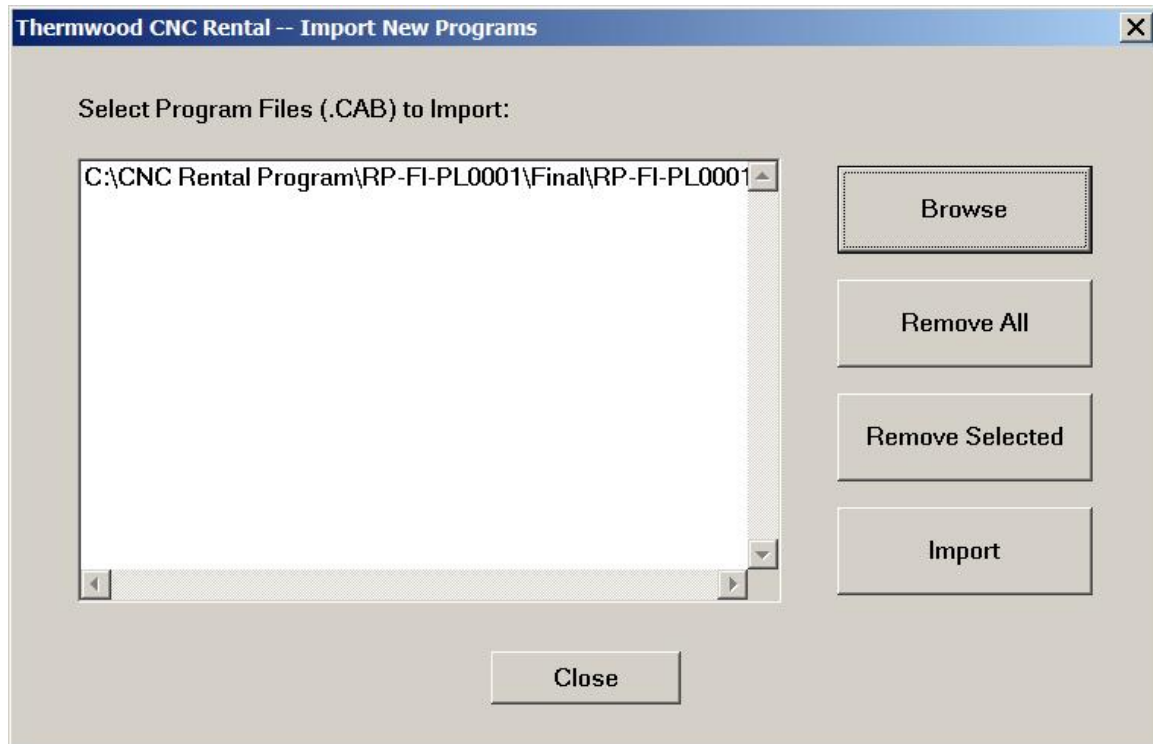 Thermwood CNC Rental -- Import New Programs
Select Program Files (.CAB) to Import:
C:\CNC Rental Program\RP-FI-PL0001\Final\RP-FI-PL0001
Browse
Remove All
Remove Selected
Import
Close